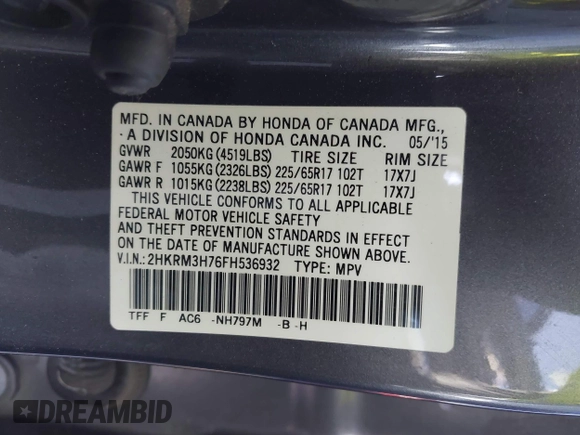 MFD. IN CANADA BY HONDA OF CANADA MFG.,
A DIVISION OF HONDA CANADA INC. 05/'15
GVWR 2050KG (4519LBS) TIRE SIZE RIM SIZE
GAWR F 1055KG (2326LBS) 225/65R17 102T 17X7J
GAWR R 1015KG (2238LBS) 225/65R17 102T 17X7J
THIS VEHICLE CONFORMS TO ALL APPLICABLE
FEDERAL MOTOR VEHICLE SAFETY
AND THEFT PREVENTION STANDARDS IN EFFECT
ON THE DATE OF MANUFACTURE SHOWN ABOVE.
V.I.N.: 2HKRM3H76FH536932 TYPE: MPV
TFF F AC6 -NH797M -B -H
DREAMBID